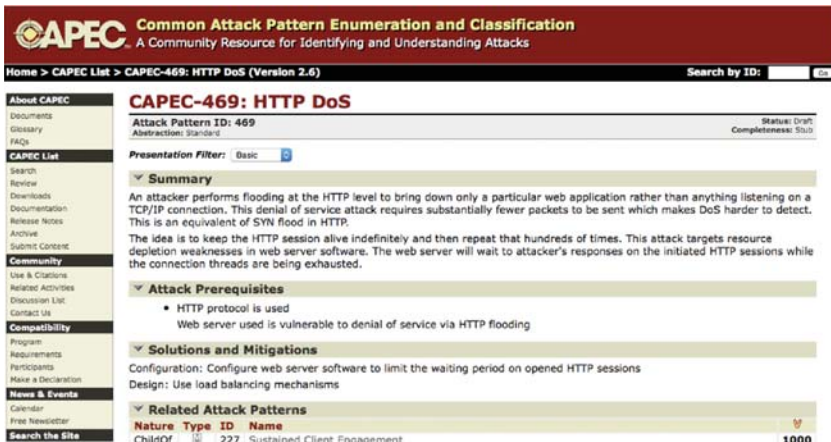 CAPEC
Common Attack Pattern Enumeration and Classification
A Community Resource for Identifying and Understanding Attacks
Home > CAPEC List > CAPEC-469: HTTP DoS (Version 2.6)
Search by ID:
Go
About CAPEC
Documents
Glossary
FAQs
CAPEC List
Search
Review
Downloads
Documentation
Release Notes
Archive
Submit Content
Community
Use & Citations
Related Activities
Discussion List
Contact Us
Compatibility
Program
Requirements
Participants
Make a Declaration
News & Events
Calendar
Free Newsletter
Search the Site
CAPEC-469: HTTP DoS
Attack Pattern ID: 469
Abstraction: Standard
Status: Draft
Completeness: Stub
Presentation Filter: Basic
Summary
An attacker performs flooding at the HTTP level to bring down only a particular web application rather than anything listening on a
TCP/IP connection. This denial of service attack requires substantially fewer packets to be sent which makes DoS harder to detect.
This is an equivalent of SYN flood in HTTP.
The idea is to keep the HTTP session alive indefinitely and then repeat that hundreds of times. This attack targets resource
depletion weaknesses in web server software. The web server will wait to attacker's responses on the initiated HTTP sessions while
the connection threads are being exhausted.
Attack Prerequisites
• HTTP protocol is used
Web server used is vulnerable to denial of service via HTTP flooding
Solutions and Mitigations
Configuration: Configure web server software to limit the waiting period on opened HTTP sessions
Design: Use load balancing mechanisms
Related Attack Patterns
Nature Type ID Name
ChildOf 227 Sustained Client Engagement 1000